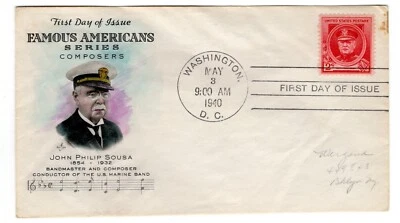 First Day of Issue
FAMOUS AMERICANS
SERIES
COMPOSERS
JOHN PHILIP SOUSA
1854 - 1932
BANDMASTER AND COMPOSER
CONDUCTOR OF THE U.S. MARINE BAND
WASHINGTON,
MAY
3
9:00 AM
1940
D. C.
FIRST DAY OF ISSUE
UNITED STATES POSTAGE